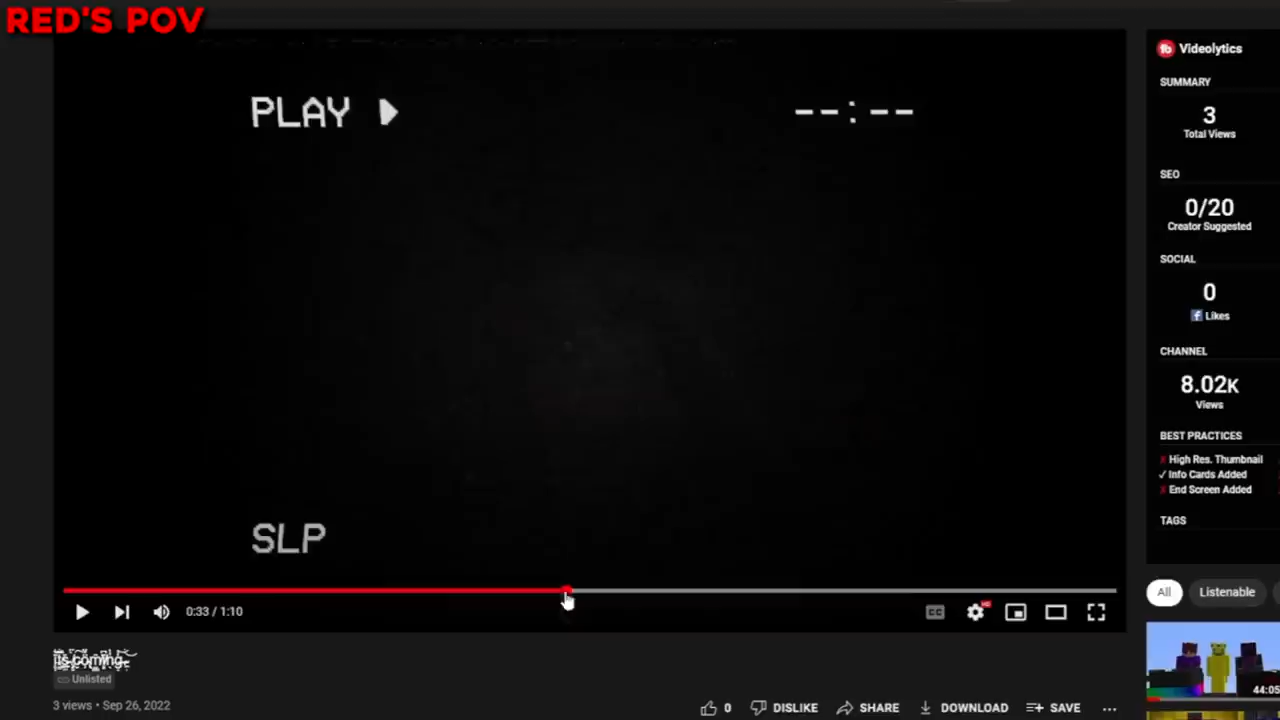 RED'S POV
PLAY
--:--
SLP
0:33 / 1:10
its coming.
Unlisted
3 views • Sep 26, 2022
0
DISLIKE
SHARE
DOWNLOAD
SAVE
Videolytics
SUMMARY
3
Total Views
SEO
0/20
Creator Suggested
SOCIAL
0
Likes
CHANNEL
8.02K
Views
BEST PRACTICES
High Res. Thumbnail
Info Cards Added
End Screen Added
TAGS
All
Listenable
44:05